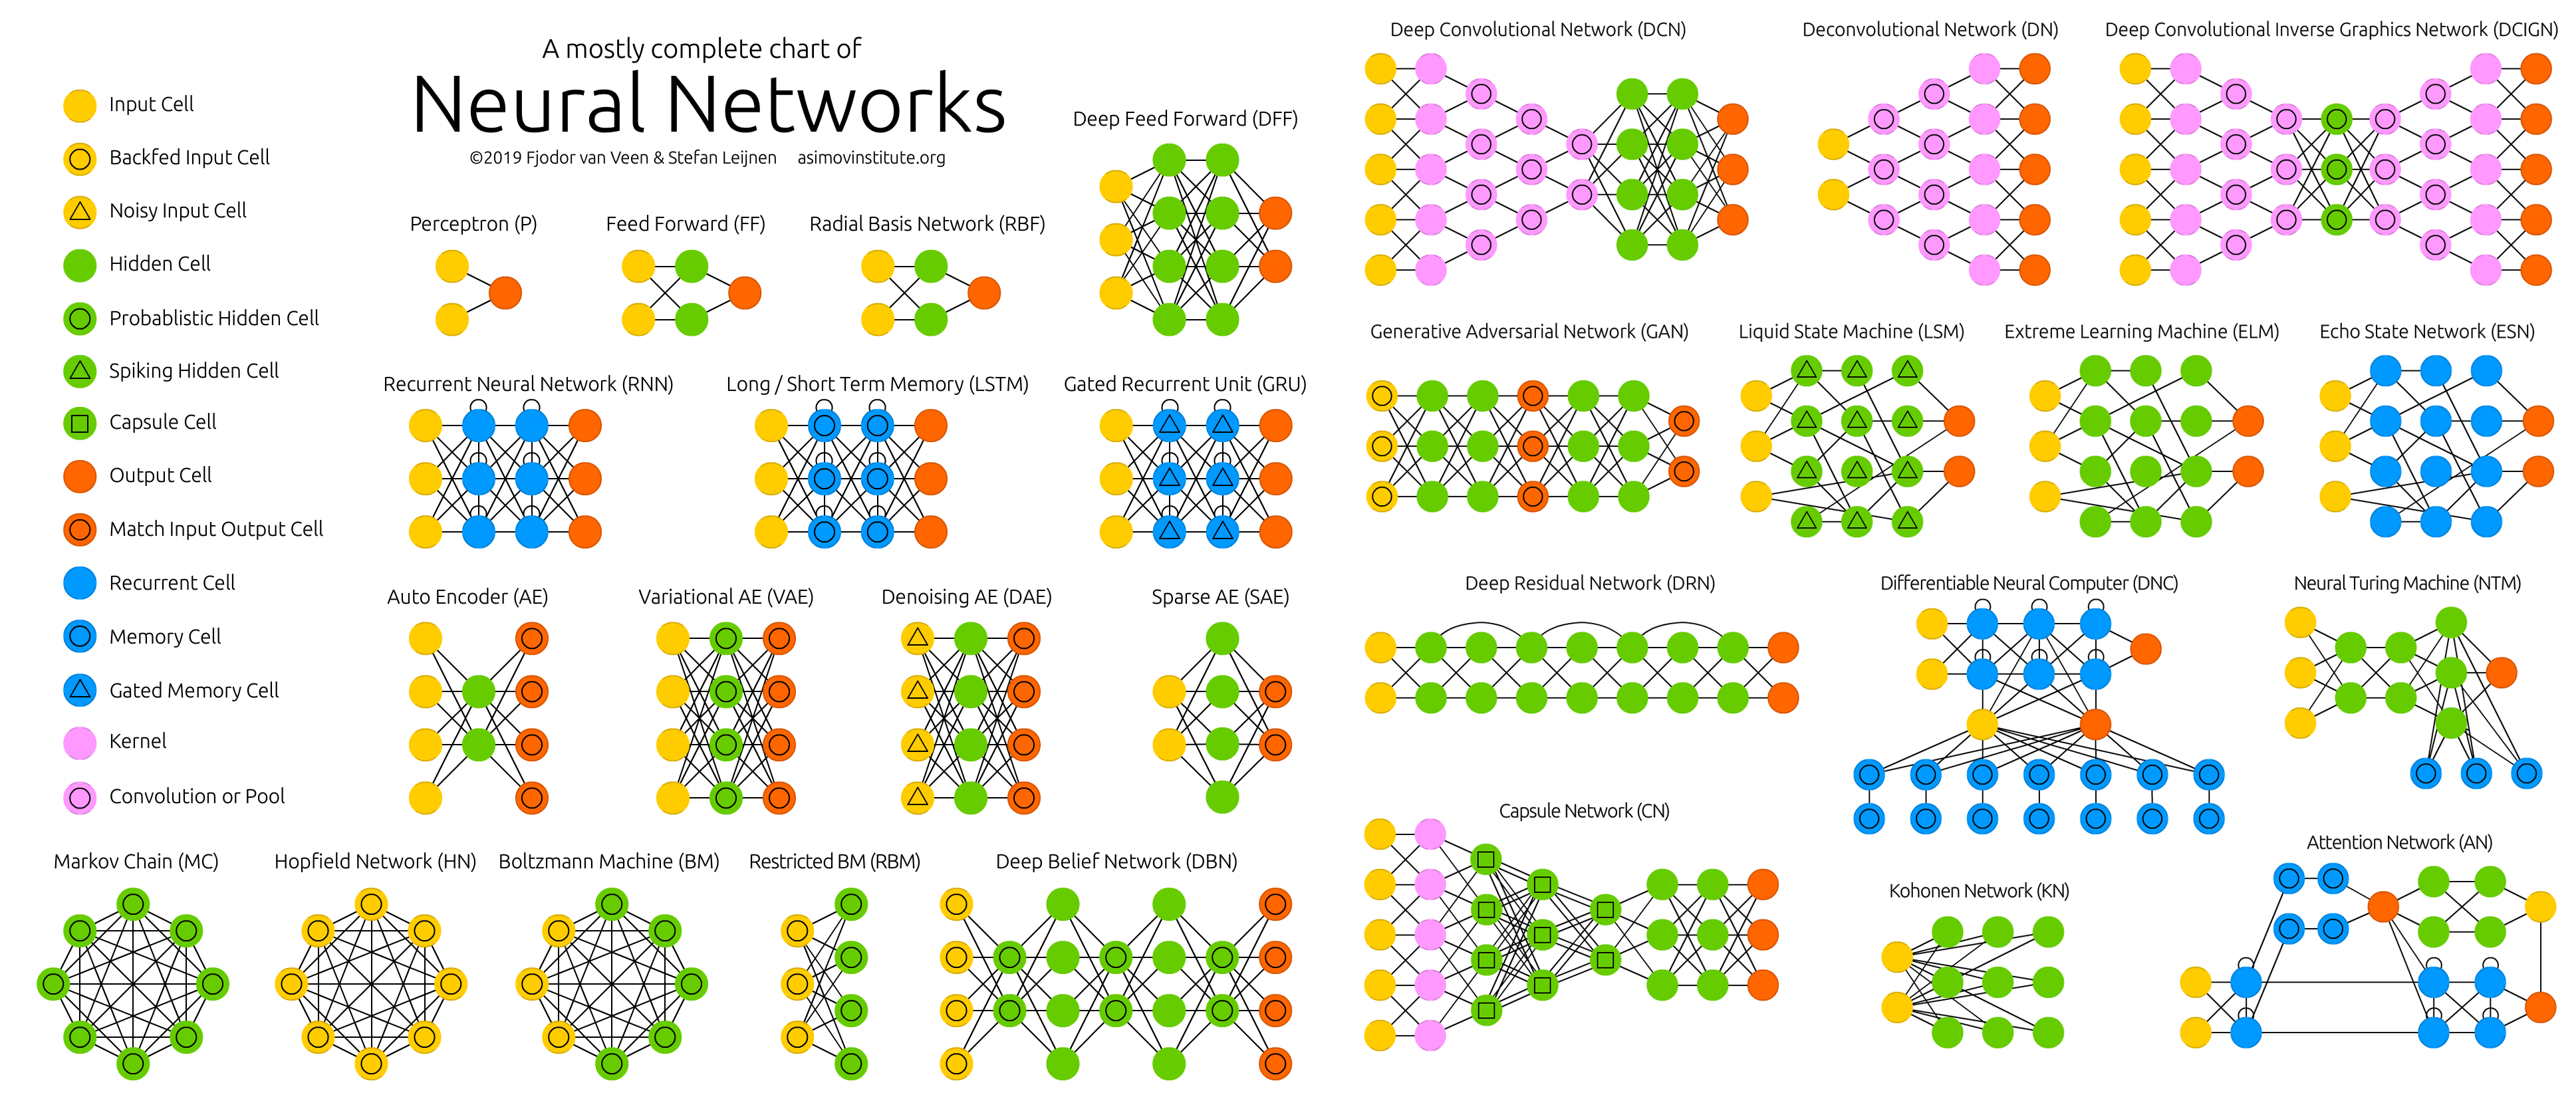 A mostly complete chart of
Neural Networks
©2019 Fjodor van Veen & Stefan Leijnen asimovinstitute.org
Input Cell
Backfed Input Cell
Noisy Input Cell
Hidden Cell
Probablistic Hidden Cell
Spiking Hidden Cell
Capsule Cell
Output Cell
Match Input Output Cell
Recurrent Cell
Memory Cell
Gated Memory Cell
Kernel
Convolution or Pool
Perceptron (P)
Feed Forward (FF)
Radial Basis Network (RBF)
Deep Feed Forward (DFF)
Recurrent Neural Network (RNN)
Long / Short Term Memory (LSTM)
Gated Recurrent Unit (GRU)
Auto Encoder (AE)
Variational AE (VAE)
Denoising AE (DAE)
Sparse AE (SAE)
Markov Chain (MC)
Hopfield Network (HN)
Boltzmann Machine (BM)
Restricted BM (RBM)
Deep Belief Network (DBN)
Deep Convolutional Network (DCN)
Deconvolutional Network (DN)
Deep Convolutional Inverse Graphics Network (DCIGN)
Generative Adversarial Network (GAN)
Liquid State Machine (LSM)
Extreme Learning Machine (ELM)
Echo State Network (ESN)
Deep Residual Network (DRN)
Differentiable Neural Computer (DNC)
Neural Turing Machine (NTM)
Capsule Network (CN)
Kohonen Network (KN)
Attention Network (AN)